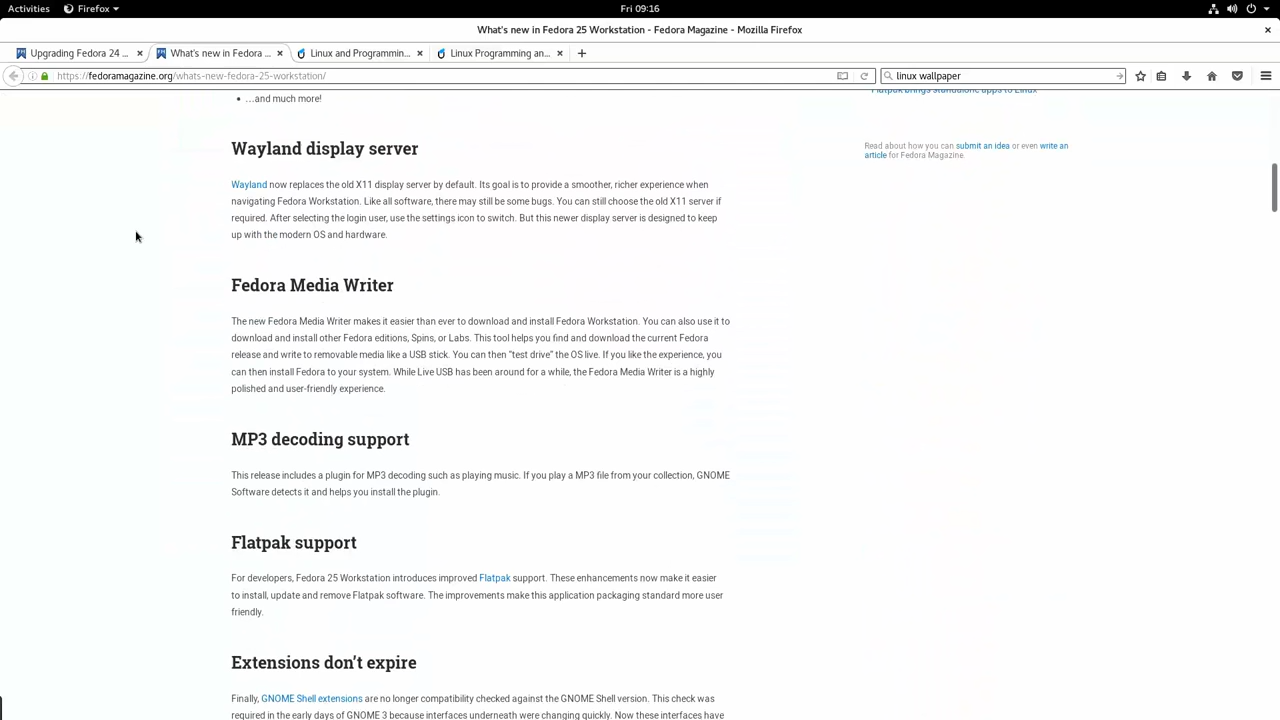 Activities Firefox Fri 09:16
What's new in Fedora 25 Workstation - Fedora Magazine - Mozilla Firefox
Upgrading Fedora 24 ... What's new in Fedora ... Linux and Programmin... Linux Programming an...
https://fedoramagazine.org/whats-new-fedora-25-workstation/ linux wallpaper
Flatpak brings standalone apps to Linux
…and much more!
Read about how you can submit an idea or even write an
article for Fedora Magazine.
Wayland display server
Wayland now replaces the old X11 display server by default. Its goal is to provide a smoother, richer experience when
navigating Fedora Workstation. Like all software, there may still be some bugs. You can still choose the old X11 server if
required. After selecting the login user, use the settings icon to switch. But this newer display server is designed to keep
up with the modern OS and hardware.
Fedora Media Writer
The new Fedora Media Writer makes it easier than ever to download and install Fedora Workstation. You can also use it to
download and install other Fedora editions, Spins, or Labs. This tool helps you find and download the current Fedora
release and write to removable media like a USB stick. You can then "test drive" the OS live. If you like the experience, you
can then install Fedora to your system. While Live USB has been around for a while, the Fedora Media Writer is a highly
polished and user-friendly experience.
MP3 decoding support
This release includes a plugin for MP3 decoding such as playing music. If you play a MP3 file from your collection, GNOME
Software detects it and helps you install the plugin.
Flatpak support
For developers, Fedora 25 Workstation introduces improved Flatpak support. These enhancements now make it easier
to install, update and remove Flatpak software. The improvements make this application packaging standard more user
friendly.
Extensions don't expire
Finally, GNOME Shell extensions are no longer compatibility checked against the GNOME Shell version. This check was
required in the early days of GNOME 3 because interfaces underneath were changing quickly. Now these interfaces have